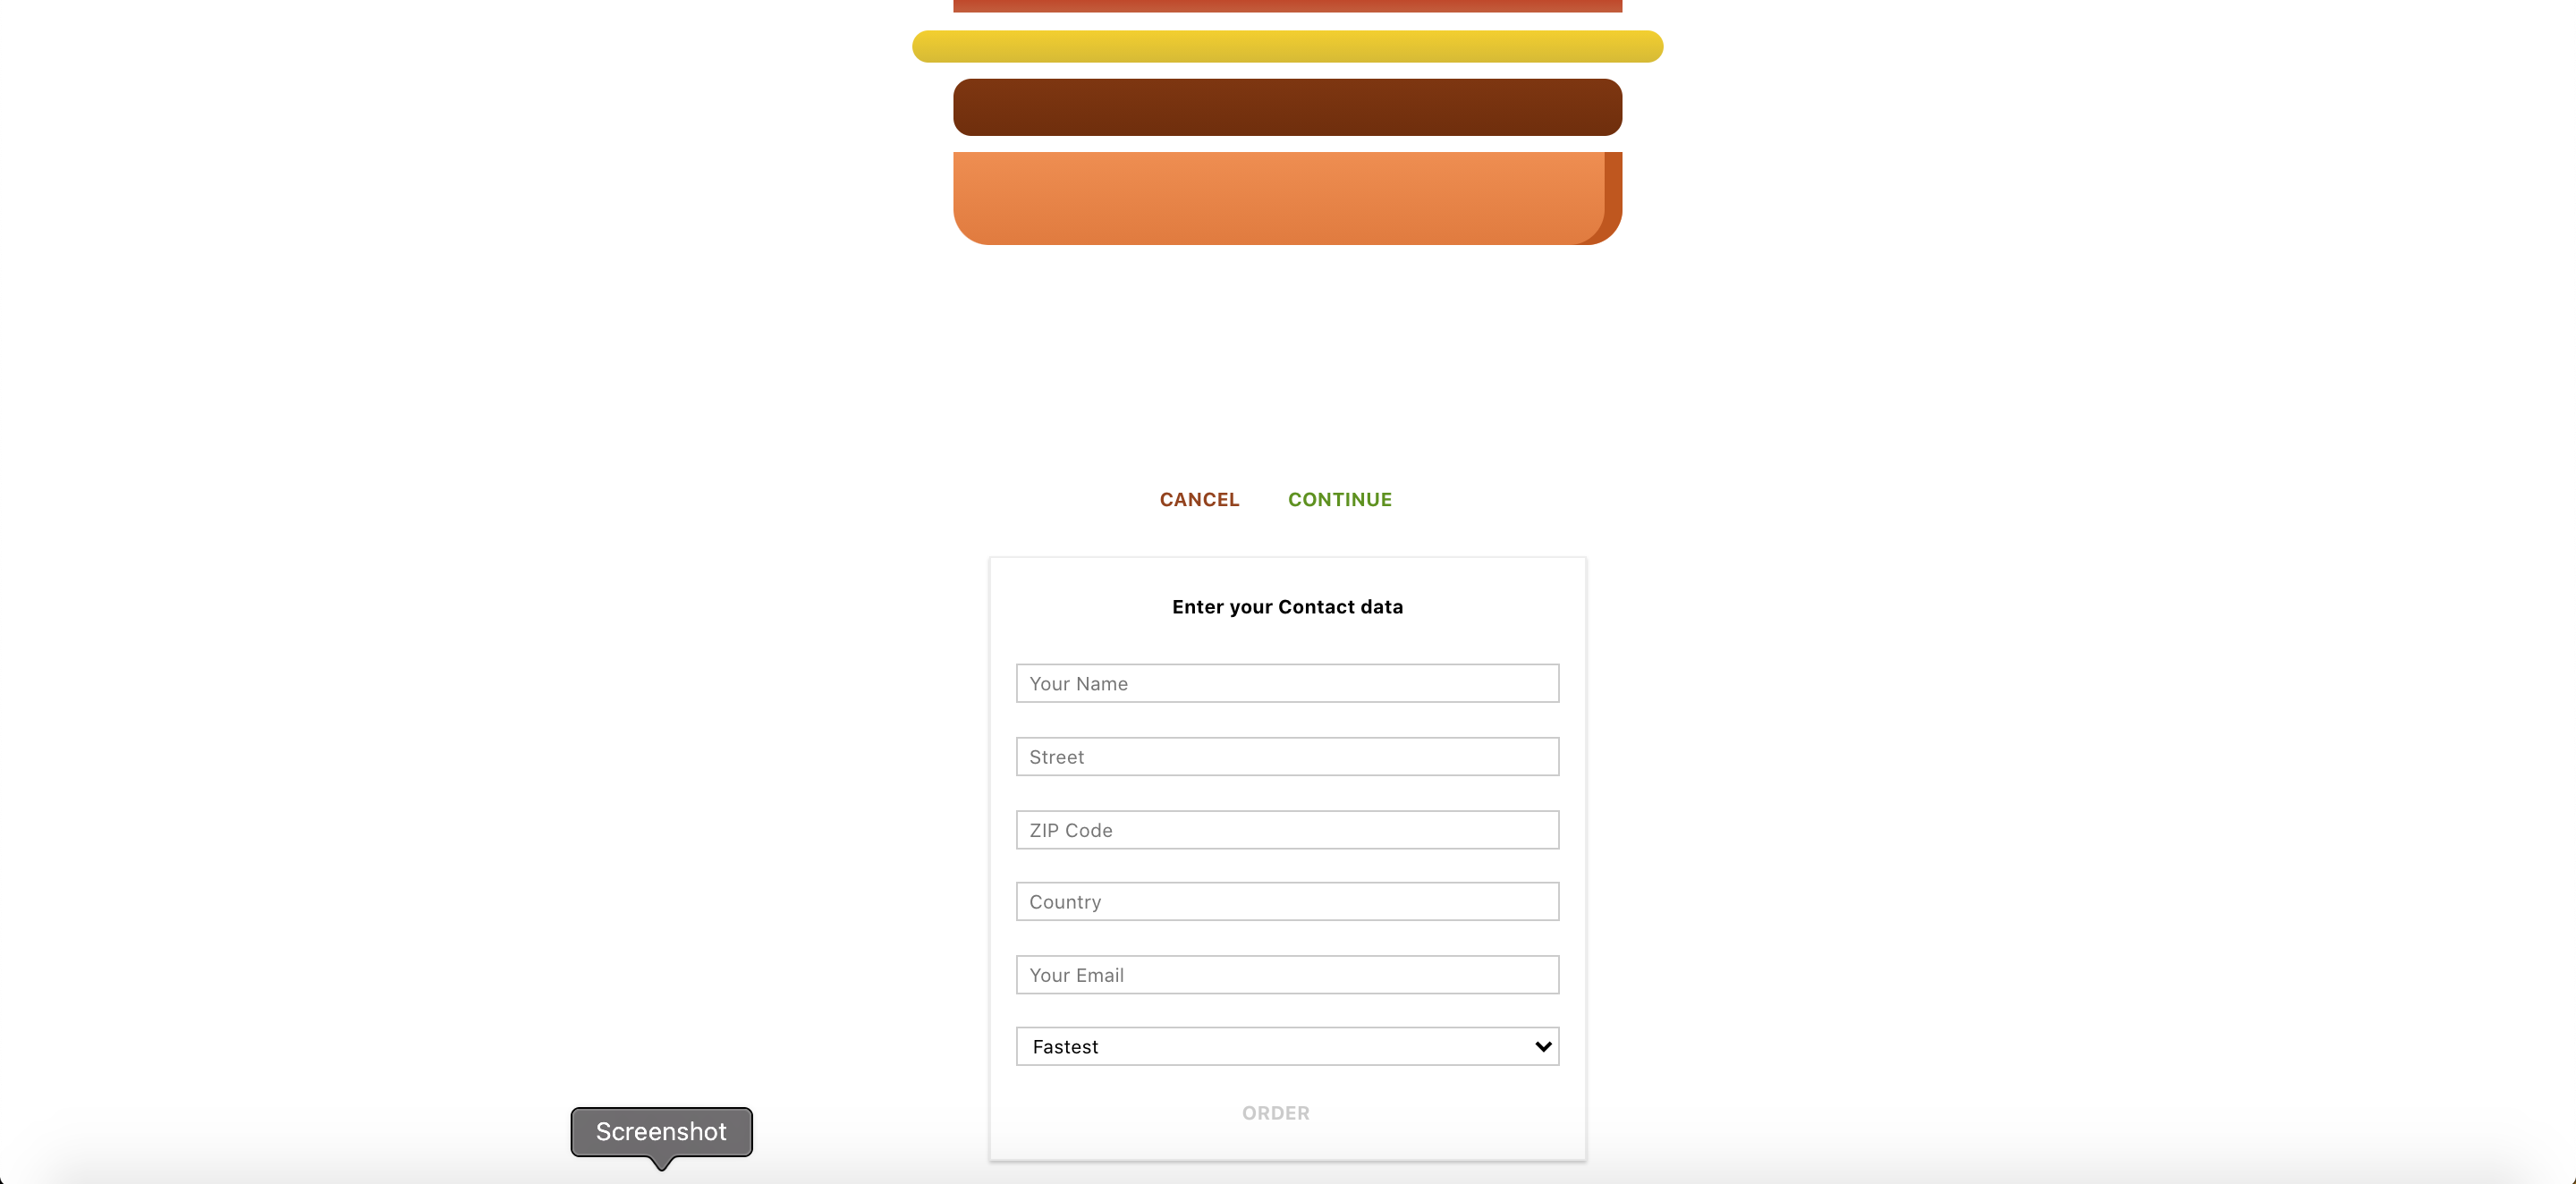 CANCEL CONTINUE
Enter your Contact data
Your Name
Street
ZIP Code
Country
Your Email
Fastest
ORDER
Screenshot